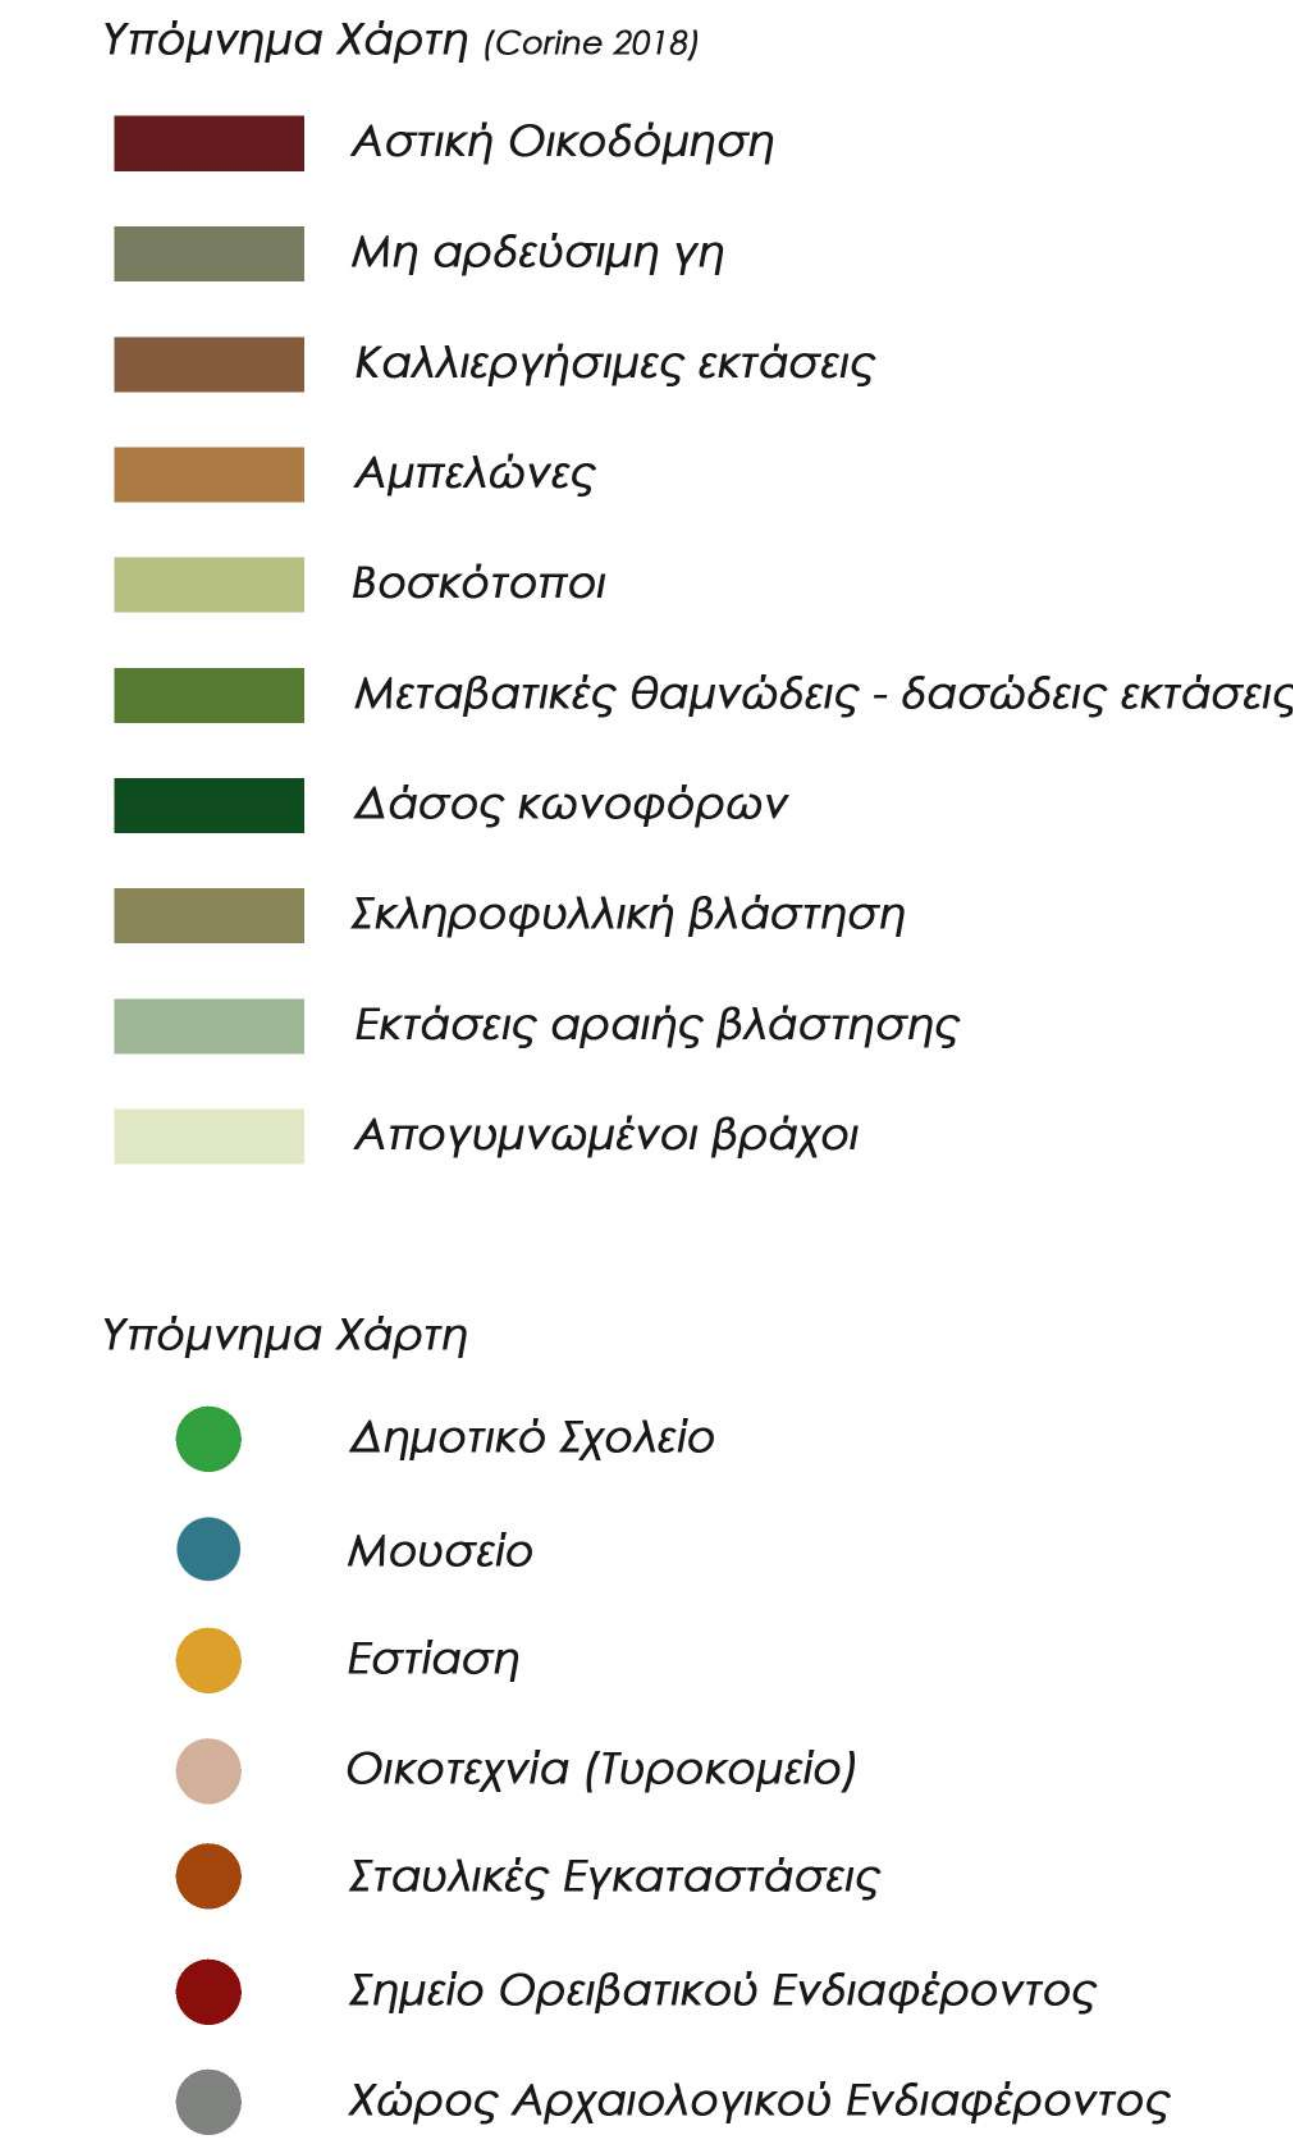 Υπόμνημα Χάρτη (Corine 2018)
Αστική Οικοδόμηση
Μη αρδεύσιμη γη
Καλλιεργήσιμες εκτάσεις
Αμπελώνες
Βοσκότοποι
Μεταβατικές θαμνώδεις - δασώδεις εκτάσεις
Δάσος κωνοφόρων
Σκληροφυλλική βλάστηση
Εκτάσεις αραιής βλάστησης
Απογυμνωμένοι βράχοι
Υπόμνημα Χάρτη
Δημοτικό Σχολείο
Μουσείο
Εστίαση
Οικοτεχνία (Τυροκομείο)
Σταυλικές Εγκαταστάσεις
Σημείο Ορειβατικού Ενδιαφέροντος
Χώρος Αρχαιολογικού Ενδιαφέροντος